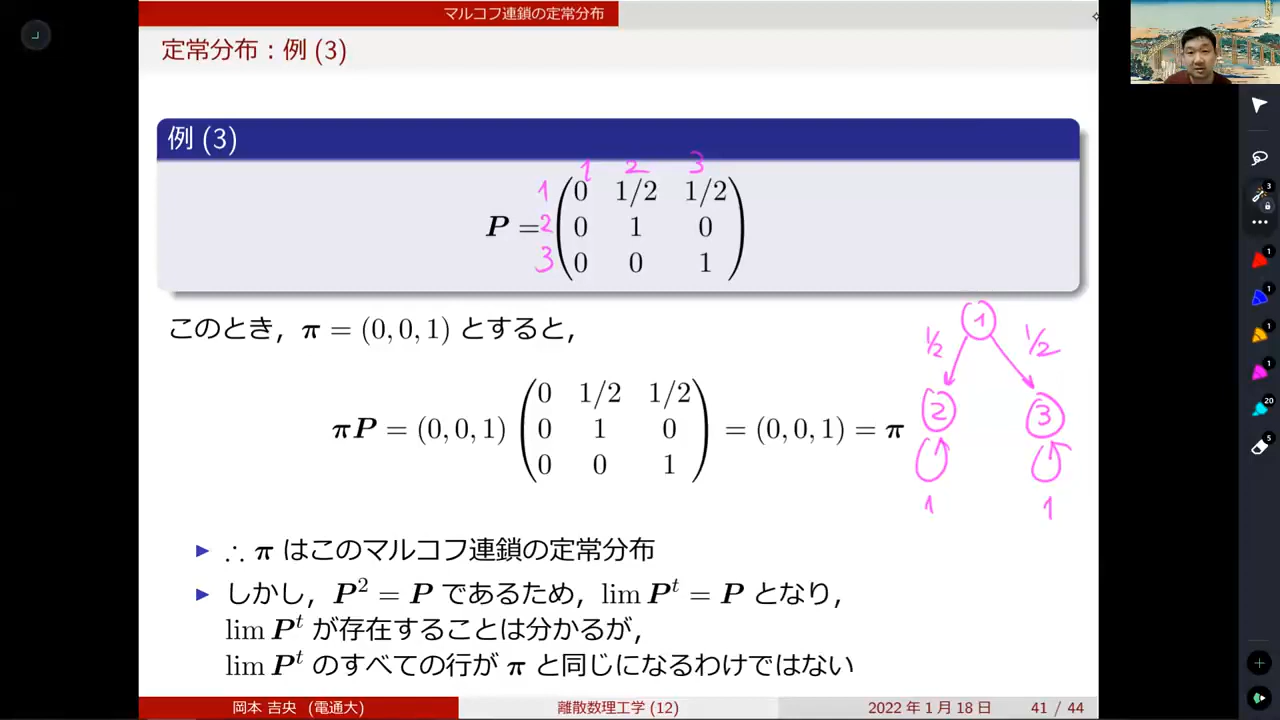 マルコフ連鎖の定常分布
定常分布：例 (3)
例 (3)
1 2 3
1 ( 0 1/2 1/2 )
P = 2 ( 0 1 0 )
3 ( 0 0 1 )
このとき，π = (0, 0, 1) とすると，
( 0 1/2 1/2 )
πP = (0, 0, 1) ( 0 1 0 ) = (0, 0, 1) = π
( 0 0 1 )
1
1/2 1/2
2 3
1 1
∴ π はこのマルコフ連鎖の定常分布
しかし，P² = P であるため，lim Pᵗ = P となり，
lim Pᵗ が存在することは分かるが，
lim Pᵗ のすべての行が π と同じになるわけではない
岡本 吉央 (電通大) 離散数理工学 (12) 2022 年 1 月 18 日 41 / 44
3
1
1
1
1
20
5